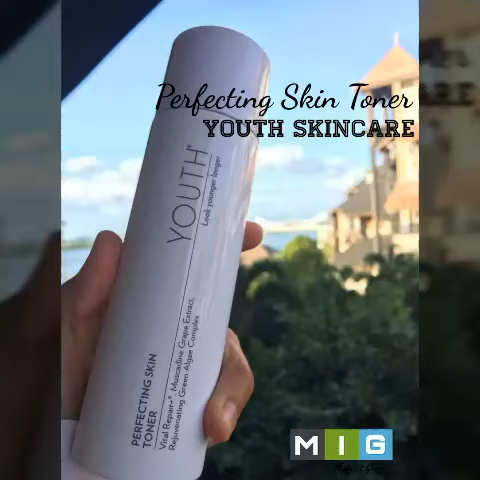 Perfecting Skin Toner
YOUTH SKINCARE
YOUTH®
Look younger longer
PERFECTING SKIN
TONER
Vital Repair+®, Muscadine Grape Extract,
Rejuvenating Green Algae Complex
MIG